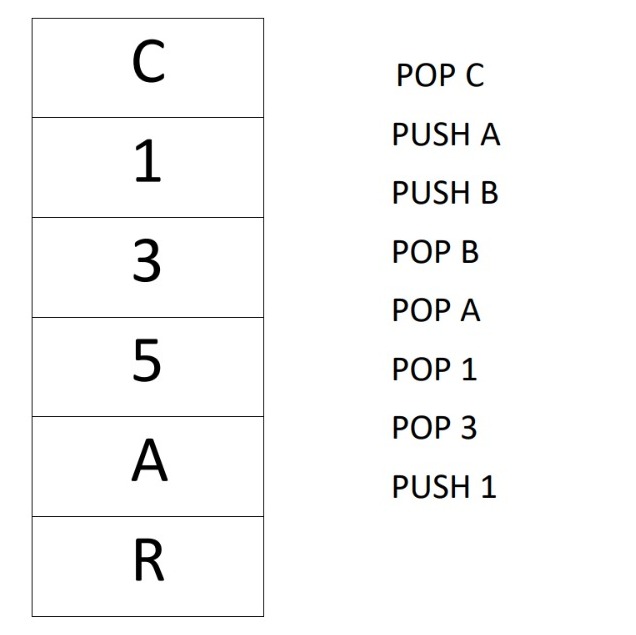 C
1
3
5
A
R
POP C
PUSH A
PUSH B
POP B
POP A
POP 1
POP 3
PUSH 1